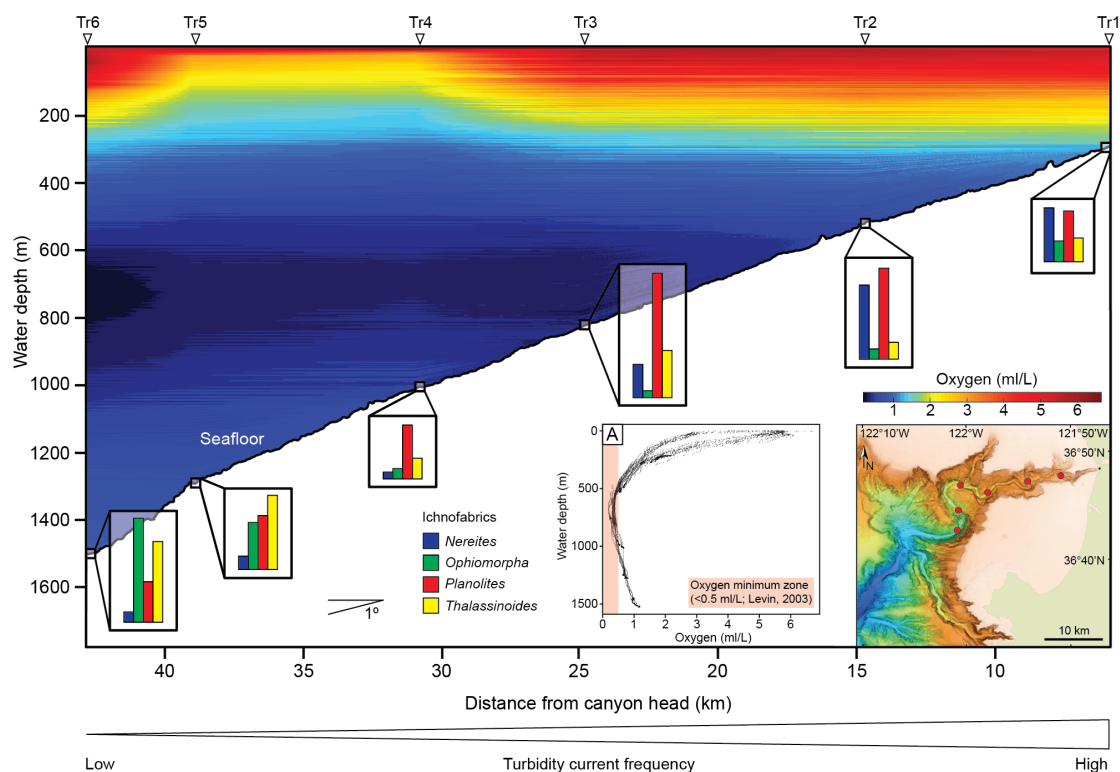 Tr6 Tr5 Tr4 Tr3 Tr2 Tr1
Water depth (m)
200
400
600
800
1000
1200
1400
1600
Seafloor
1º
Ichnofabrics
Nereites
Ophiomorpha
Planolites
Thalassinoides
A
Water depth (m)
0
500
1000
1500
Oxygen minimum zone
(<0.5 ml/L; Levin, 2003)
0 1 2 3 4 5 6
Oxygen (ml/L)
Oxygen (ml/L)
1 2 3 4 5 6
122°10'W 122°W 121°50'W
36°50'N
36°40'N
N
10 km
40 35 30 25 20 15 10
Distance from canyon head (km)
Low Turbidity current frequency High